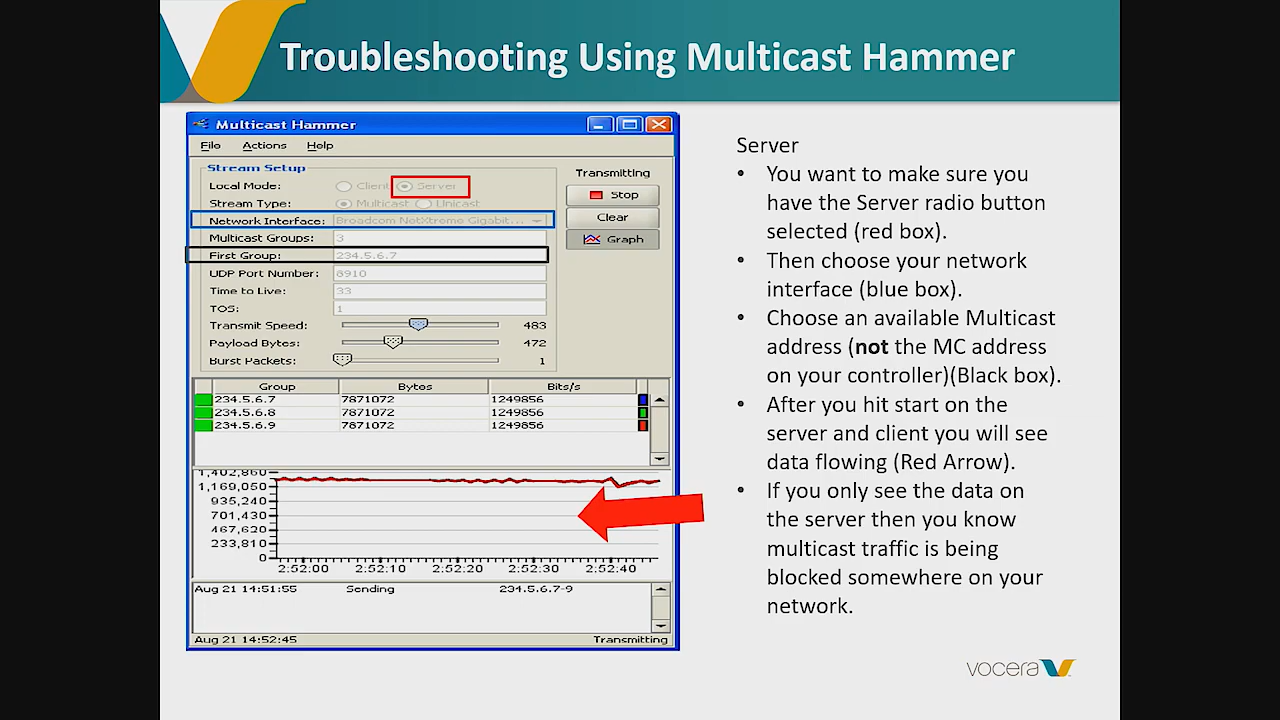 Troubleshooting Using Multicast Hammer
Multicast Hammer
File Actions Help
Stream Setup
Local Mode: Client Server
Stream Type: Multicast Unicast
Network Interface: Broadcom NetXtreme Gigabit...
Multicast Groups: 3
First Group: 234.5.6.7
UDP Port Number: 8910
Time to Live: 33
TOS: 1
Transmit Speed: 483
Payload Bytes: 472
Burst Packets: 1
Transmitting
Stop
Clear
Graph
Group Bytes Bits/s
234.5.6.7 7871072 1249856
234.5.6.8 7871072 1249856
234.5.6.9 7871072 1249856
1,402,860
1,169,050
935,240
701,430
467,620
233,810
0
2:52:00 2:52:10 2:52:20 2:52:30 2:52:40
Aug 21 14:51:55 Sending 234.5.6.7-9
Aug 21 14:52:45 Transmitting
Server
• You want to make sure you
have the Server radio button
selected (red box).
• Then choose your network
interface (blue box).
• Choose an available Multicast
address (not the MC address
on your controller)(Black box).
• After you hit start on the
server and client you will see
data flowing (Red Arrow).
• If you only see the data on
the server then you know
multicast traffic is being
blocked somewhere on your
network.
vocera